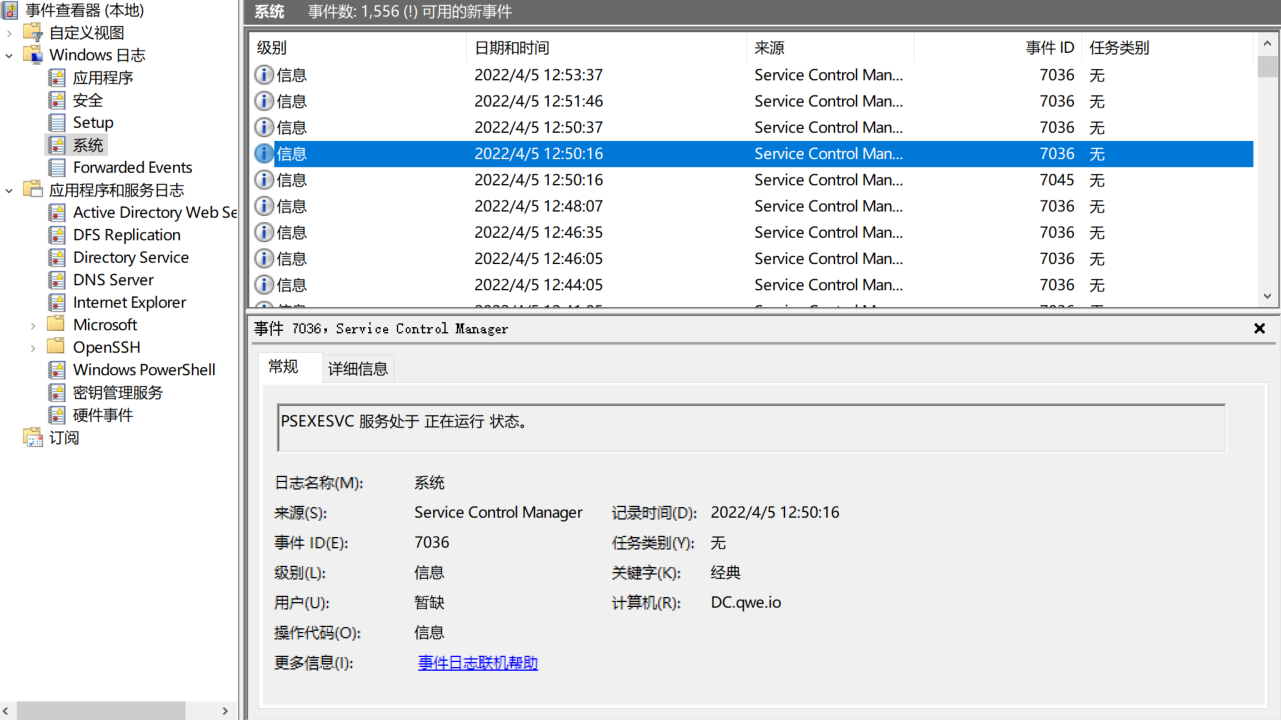 事件查看器 (本地)
自定义视图
Windows 日志
应用程序
安全
Setup
系统
Forwarded Events
应用程序和服务日志
Active Directory Web Se
DFS Replication
Directory Service
DNS Server
Internet Explorer
Microsoft
OpenSSH
Windows PowerShell
密钥管理服务
硬件事件
订阅
系统 事件数: 1,556 (!) 可用的新事件
级别 日期和时间 来源 事件 ID 任务类别
信息 2022/4/5 12:53:37 Service Control Man... 7036 无
信息 2022/4/5 12:51:46 Service Control Man... 7036 无
信息 2022/4/5 12:50:37 Service Control Man... 7036 无
信息 2022/4/5 12:50:16 Service Control Man... 7036 无
信息 2022/4/5 12:50:16 Service Control Man... 7045 无
信息 2022/4/5 12:48:07 Service Control Man... 7036 无
信息 2022/4/5 12:46:35 Service Control Man... 7036 无
信息 2022/4/5 12:46:05 Service Control Man... 7036 无
信息 2022/4/5 12:44:05 Service Control Man... 7036 无
事件 7036，Service Control Manager
常规 详细信息
PSEXESVC 服务处于 正在运行 状态。
日志名称(M): 系统
来源(S): Service Control Manager 记录时间(D): 2022/4/5 12:50:16
事件 ID(E): 7036 任务类别(Y): 无
级别(L): 信息 关键字(K): 经典
用户(U): 暂缺 计算机(R): DC.qwe.io
操作代码(O): 信息
更多信息(I): 事件日志联机帮助